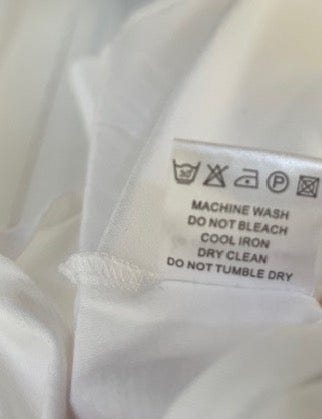 MACHINE WASH
DO NOT BLEACH
COOL IRON
DRY CLEAN
DO NOT TUMBLE DRY